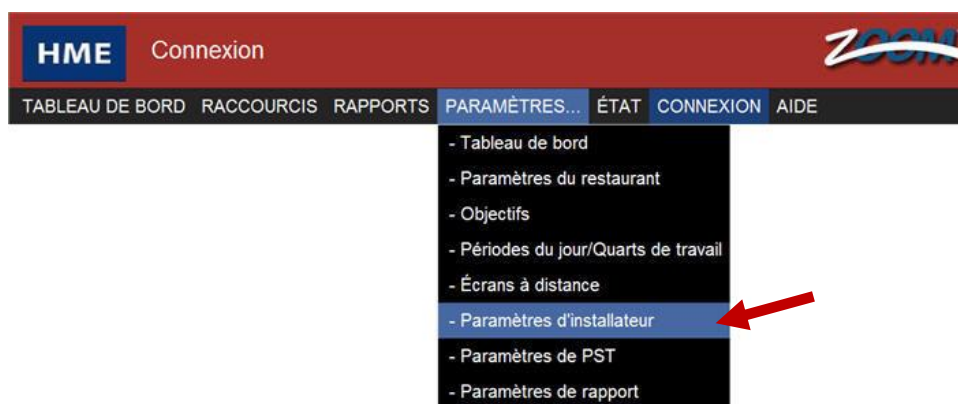 HME Connexion ZOOM
TABLEAU DE BORD RACCOURCIS RAPPORTS PARAMÈTRES... ÉTAT CONNEXION AIDE
- Tableau de bord
- Paramètres du restaurant
- Objectifs
- Périodes du jour/Quarts de travail
- Écrans à distance
- Paramètres d'installateur
- Paramètres de PST
- Paramètres de rapport